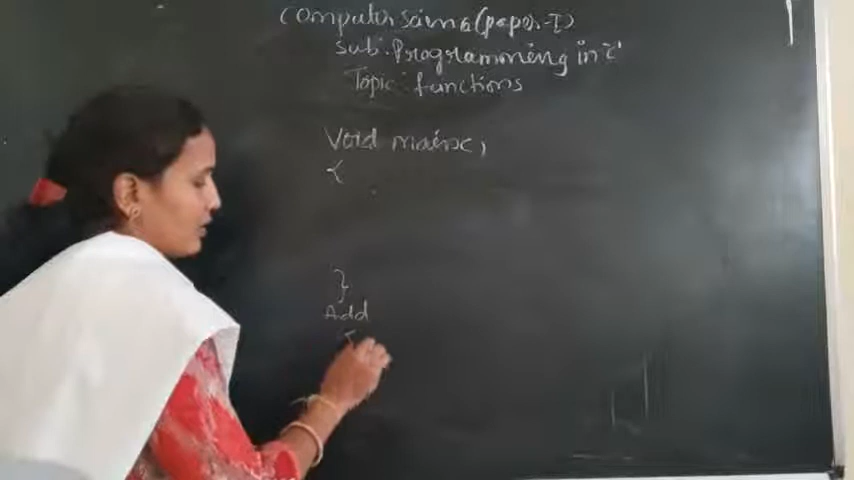 Computer Science (paper-I)
Sub: Programming in 'C'
Topic: functions
Void main()
{
}
Add
{